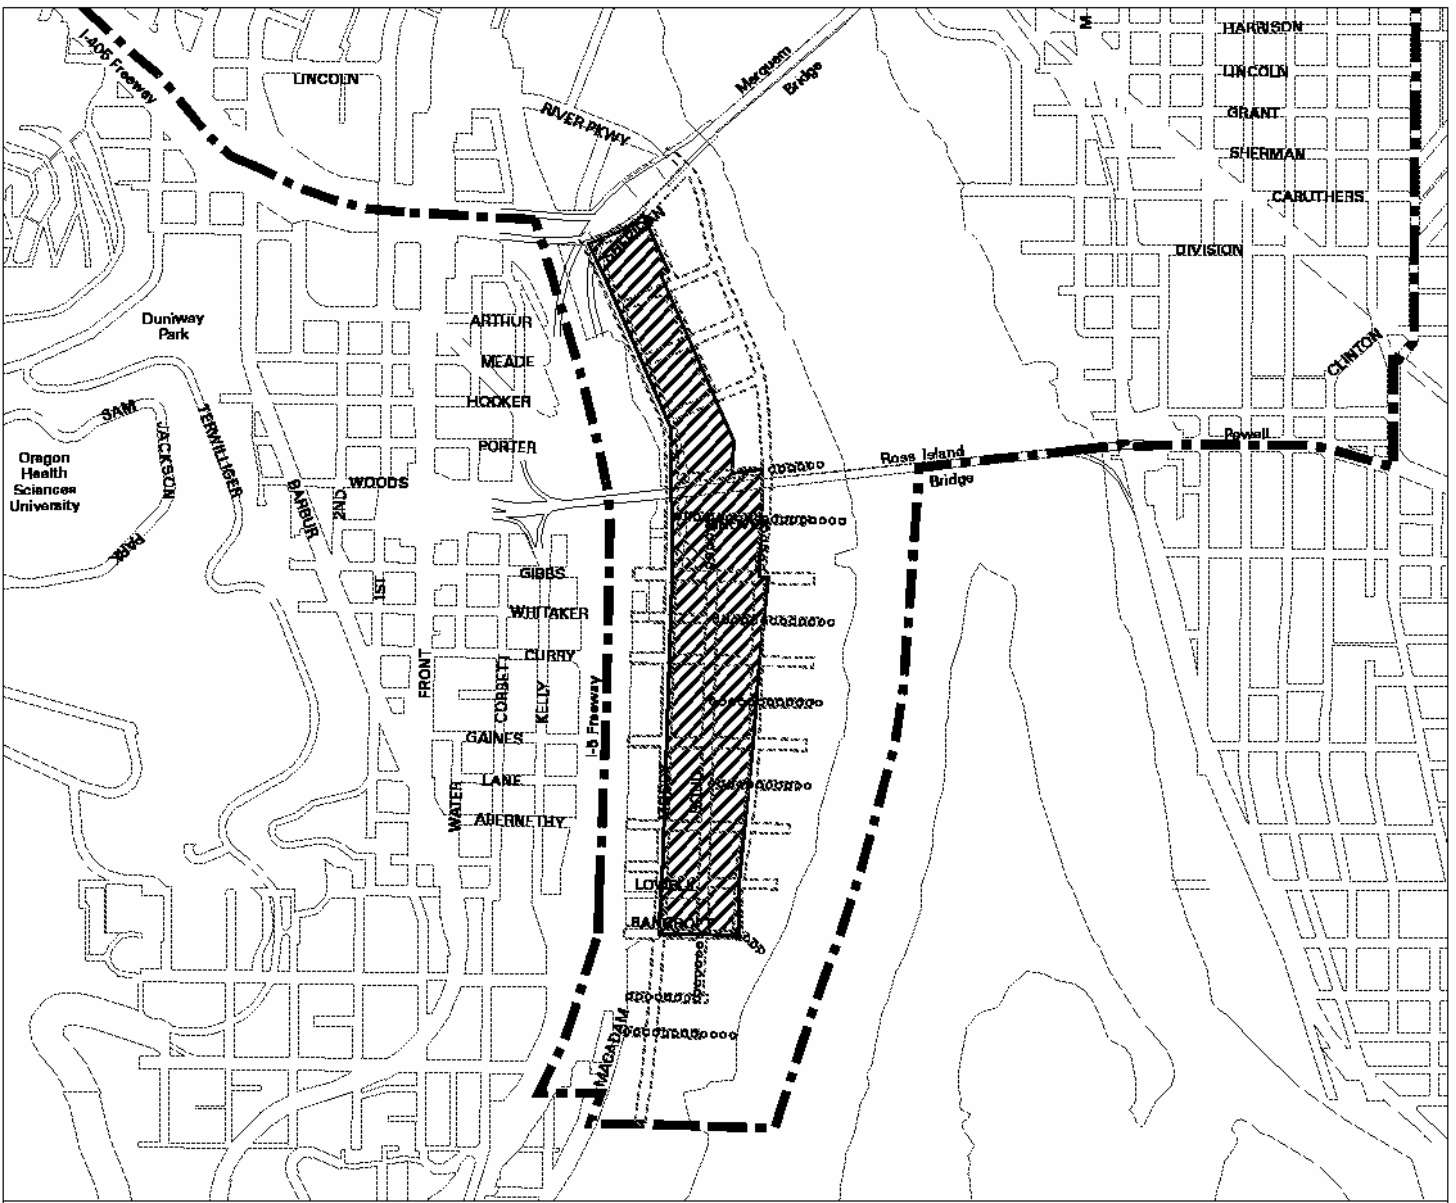 HARRISON
M
I-405 Freeway
LINCOLN
Marquam
Bridge
LINCOLN
RIVER PKWY
GRANT
SHERMAN
CARUTHERS
SHERIDAN
DIVISION
Duniway
Park
ARTHUR
MEADE
CLINTON
HOOKER
SAM
JACKSON
PARK
TERWILLIGER
PORTER
Powell
Ross Island
Bridge
Oregon
Health
Sciences
University
WOODS
2ND
BARBUR
GIBBS
1ST
WHITAKER
CURRY
FRONT
CORBETT
KELLY
I-5 Freeway
GAINES
LANE
BOND
WATER
ABERNETHY
LOWELL
BANCROFT
MACADAM